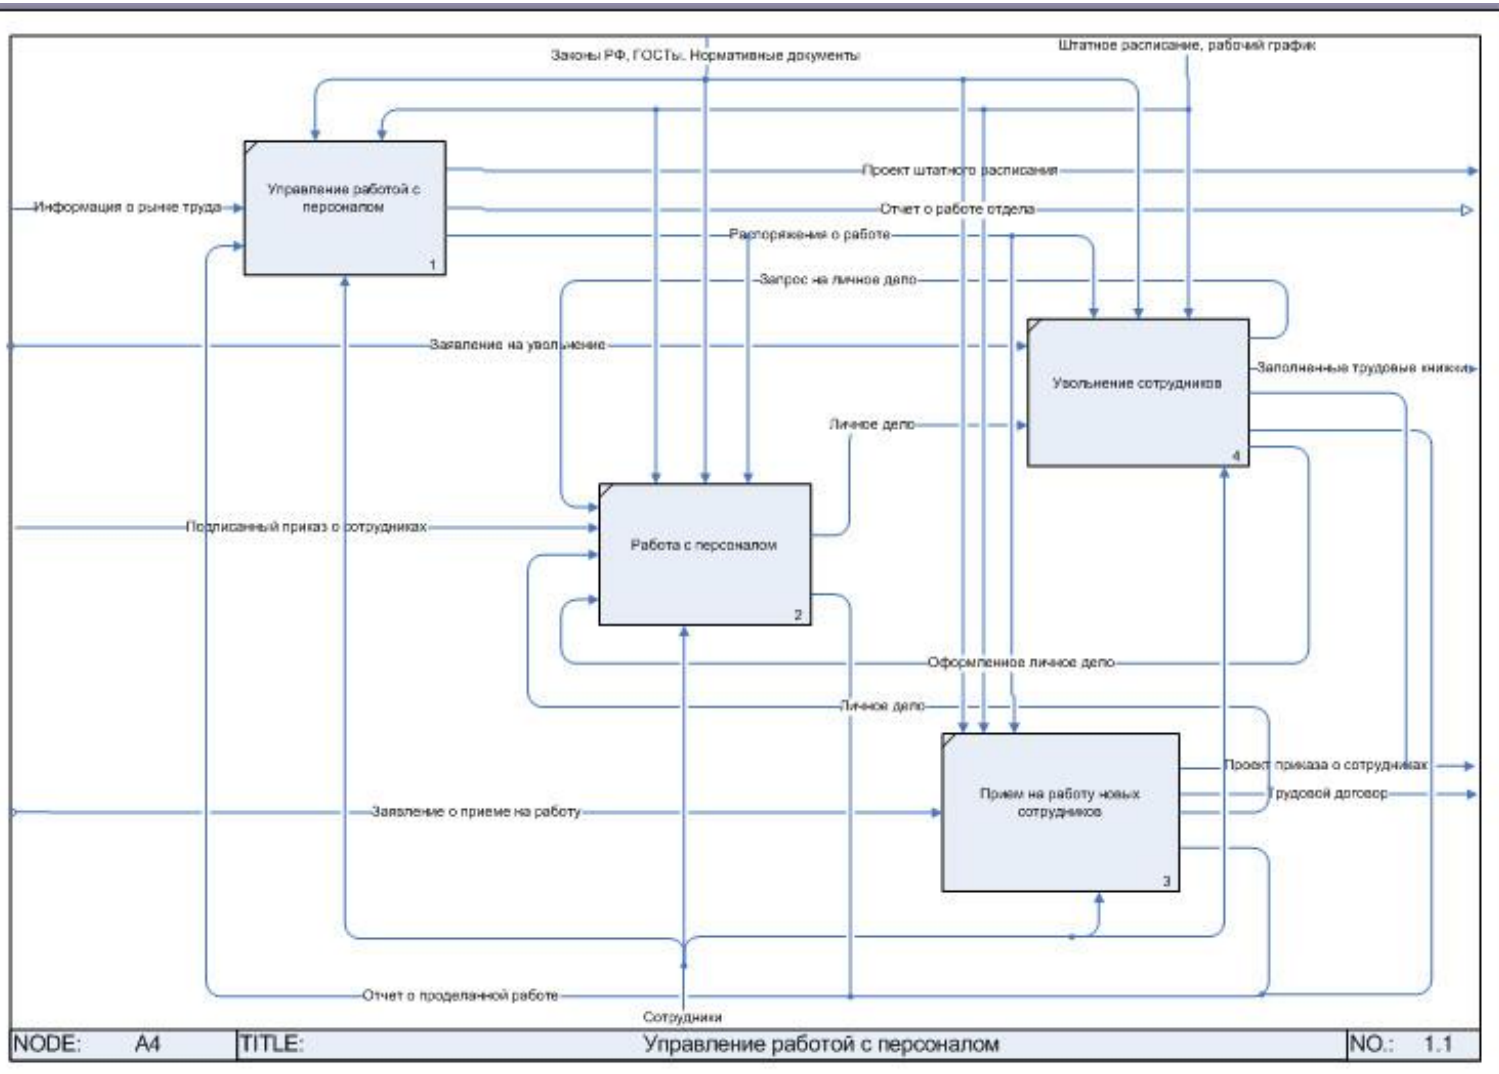 Законы РФ, ГОСТы. Нормативные документы
Штатное расписание, рабочий график
Управление работой с
персоналом
1
Информация о рынке труда
Проект штатного расписания
Отчет о работе отдела
Распоряжения о работе
Запрос на личное дело
Заявление на увольнение
Увольнение сотрудников
4
Заполненные трудовые книжки
Личное дело
Подписанный приказ о сотрудниках
Работа с персоналом
2
Оформленное личное дело
Личное дело
Прием на работу новых
сотрудников
3
Проект приказа о сотрудниках
Трудовой договор
Заявление о приеме на работу
Отчет о проделанной работе
Сотрудники
NODE: A4 TITLE: Управление работой с персоналом NO.: 1.1